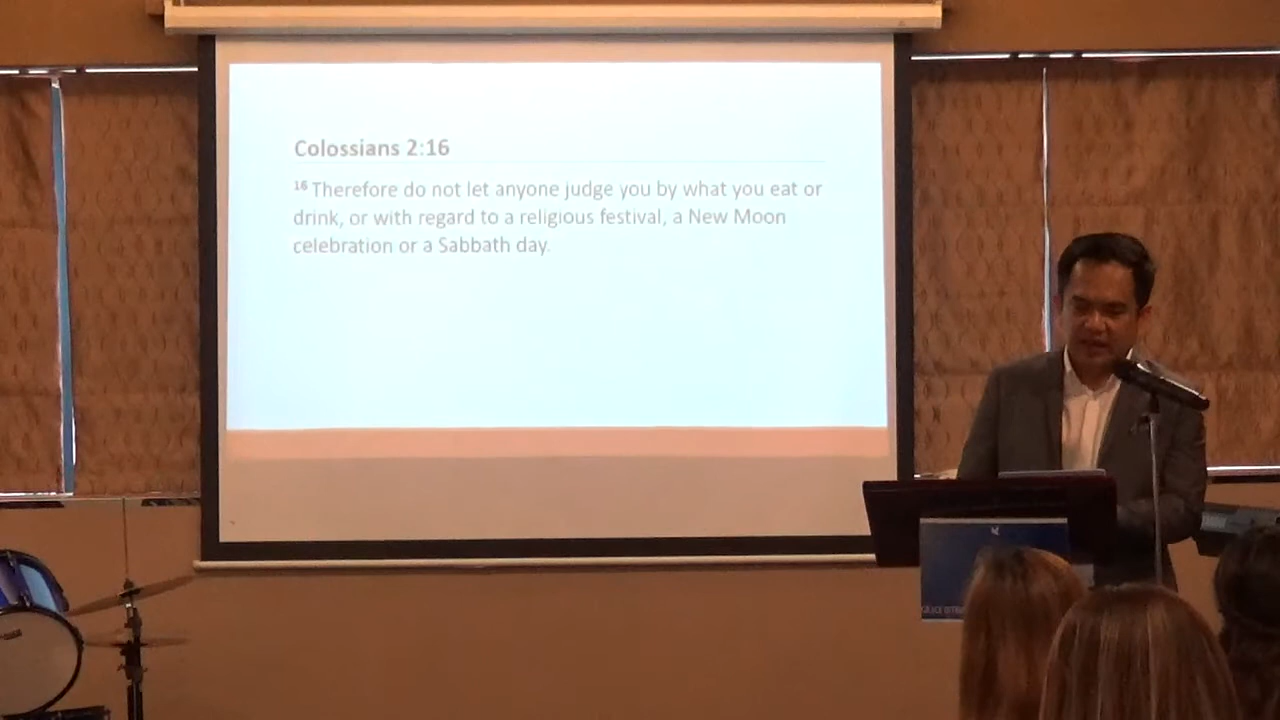 Colossians 2:16
16 Therefore do not let anyone judge you by what you eat or
drink, or with regard to a religious festival, a New Moon
celebration or a Sabbath day.